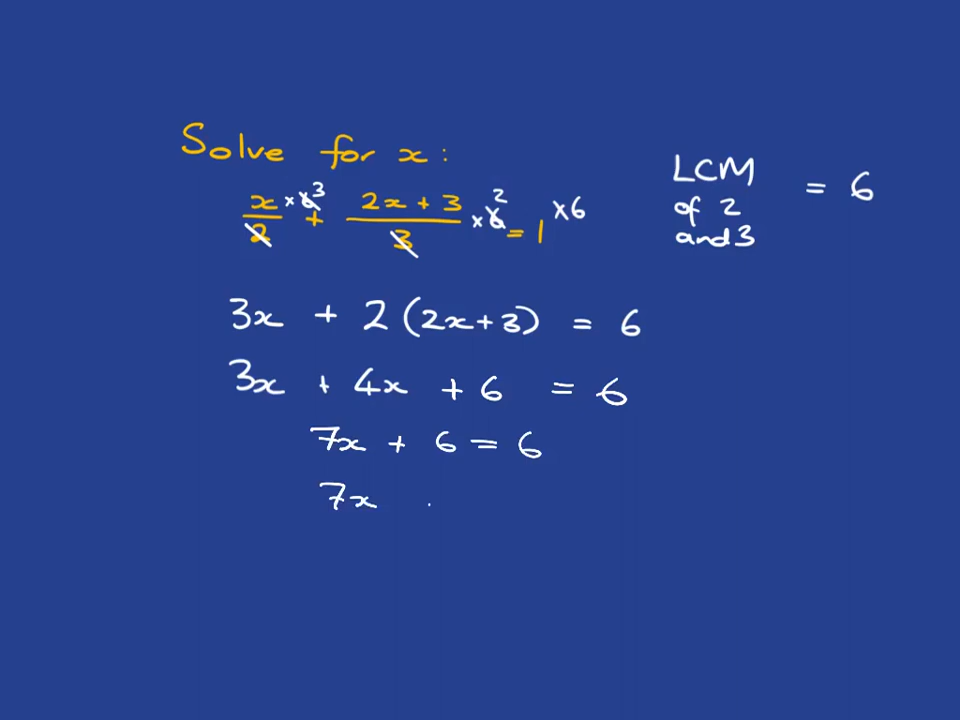 Solve for x:
x/2 × 6 3 + (2x + 3)/3 × 6 2 = 1 × 6
LCM
of 2
and 3
= 6
3x + 2(2x+3) = 6
3x + 4x + 6 = 6
7x + 6 = 6
7x